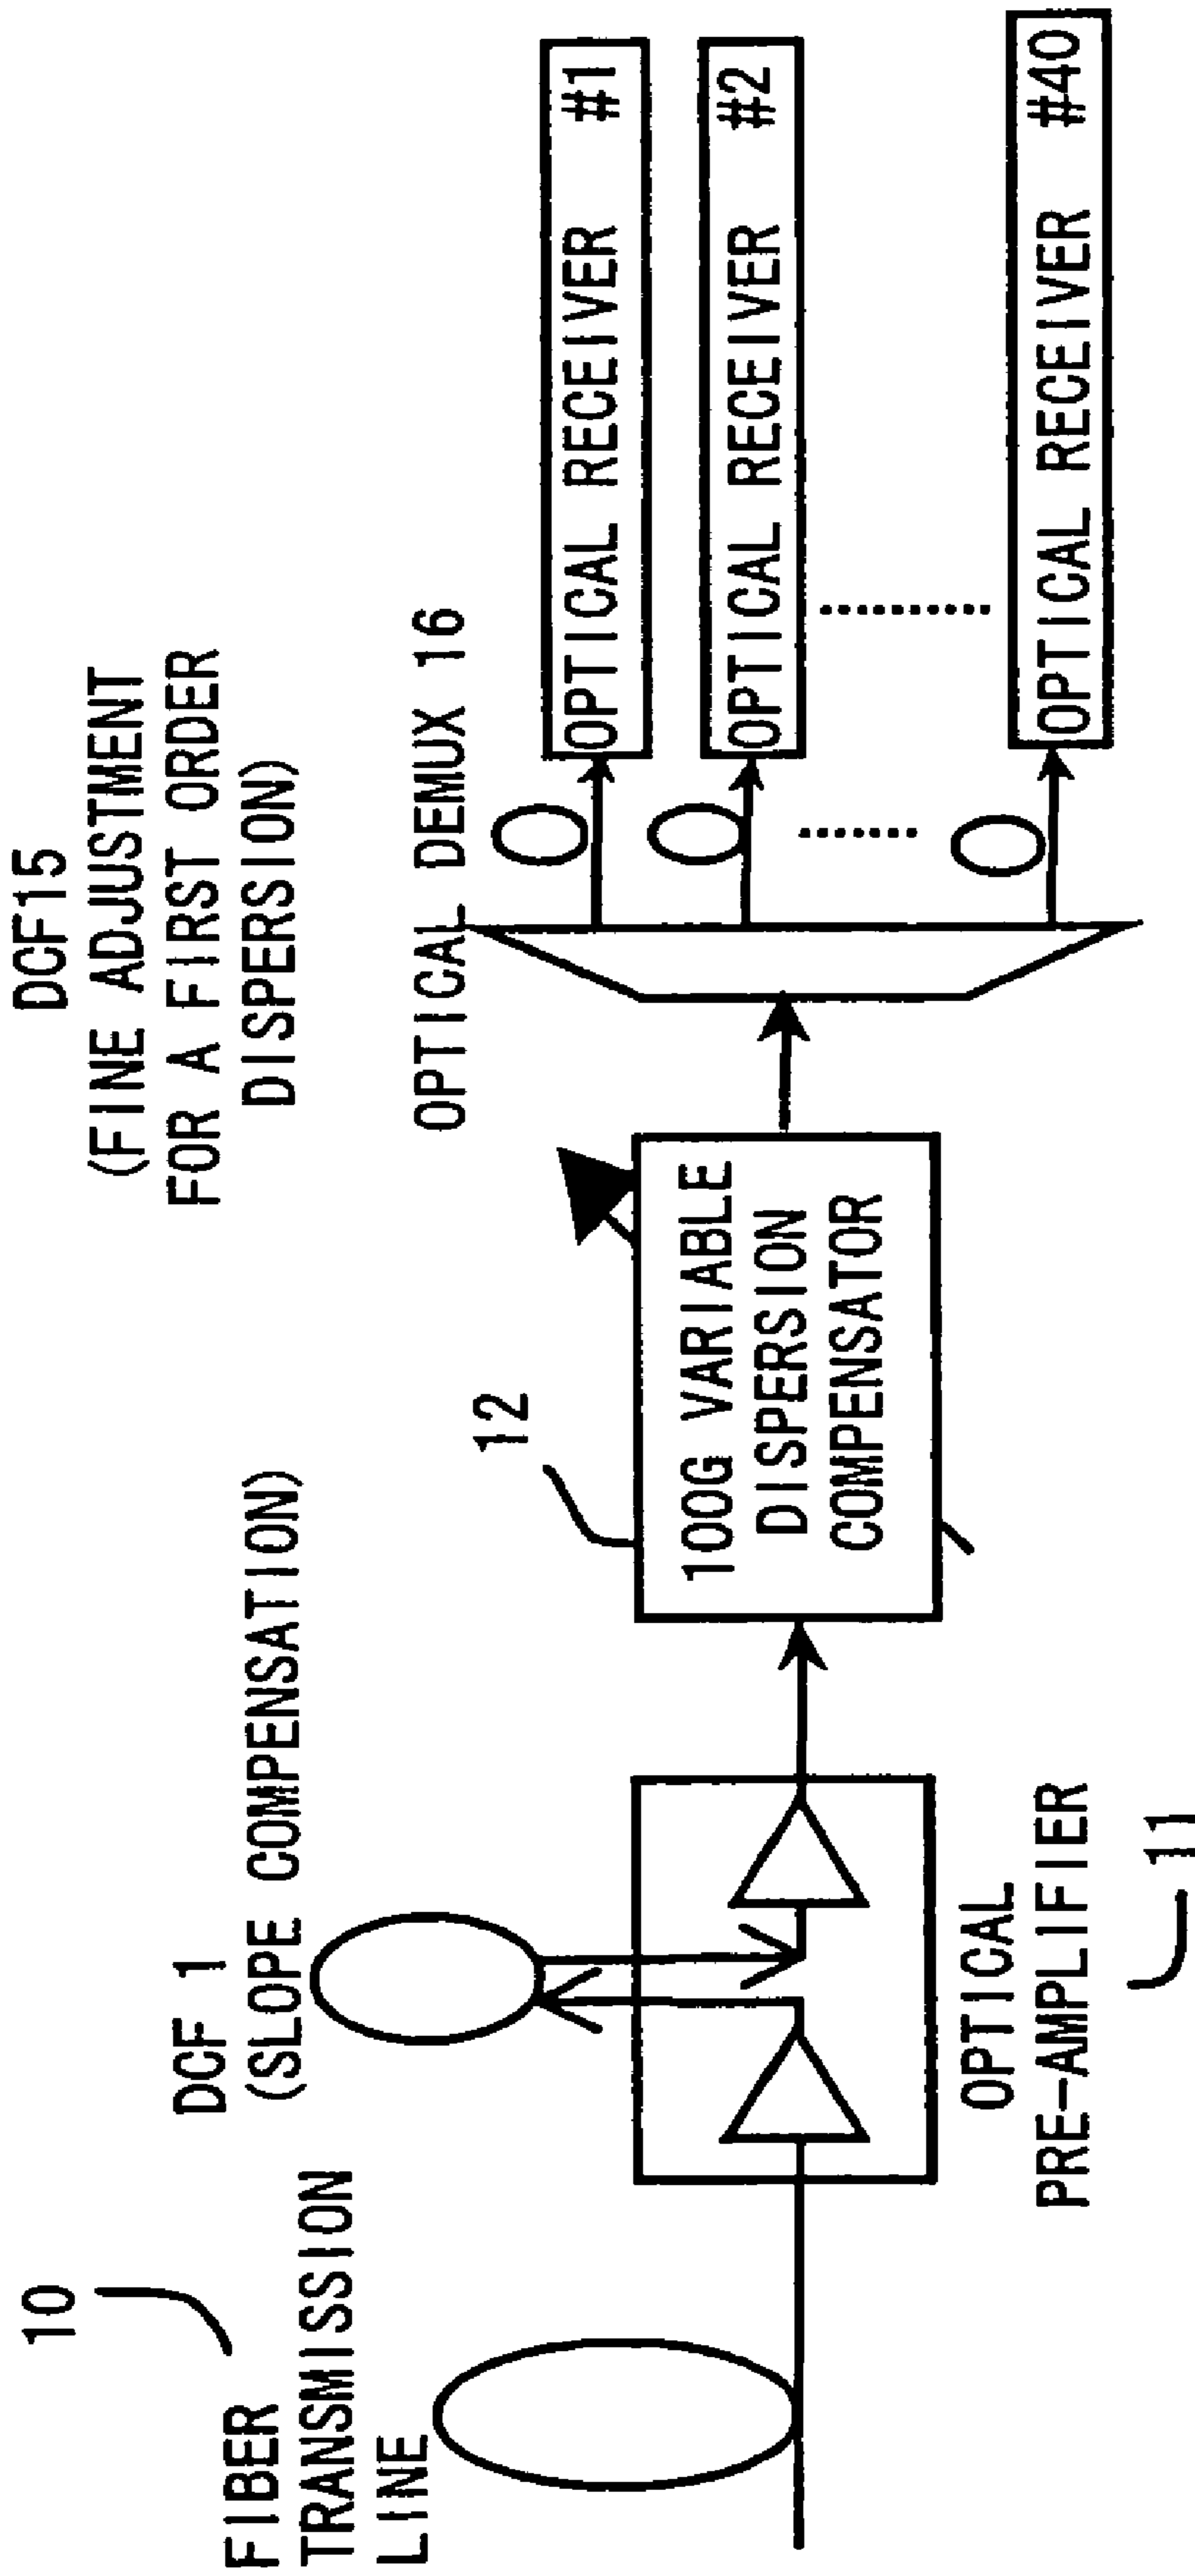 10
FIBER
TRANSMISSION
LINE
DCF 1
(SLOPE COMPENSATION)
OPTICAL
PRE-AMPLIFIER
11
12
100G VARIABLE
DISPERSION
COMPENSATOR
DCF15
(FINE ADJUSTMENT
FOR A FIRST ORDER
DISPERSION)
OPTICAL DEMUX 16
OPTICAL RECEIVER #1
OPTICAL RECEIVER #2
OPTICAL RECEIVER #40